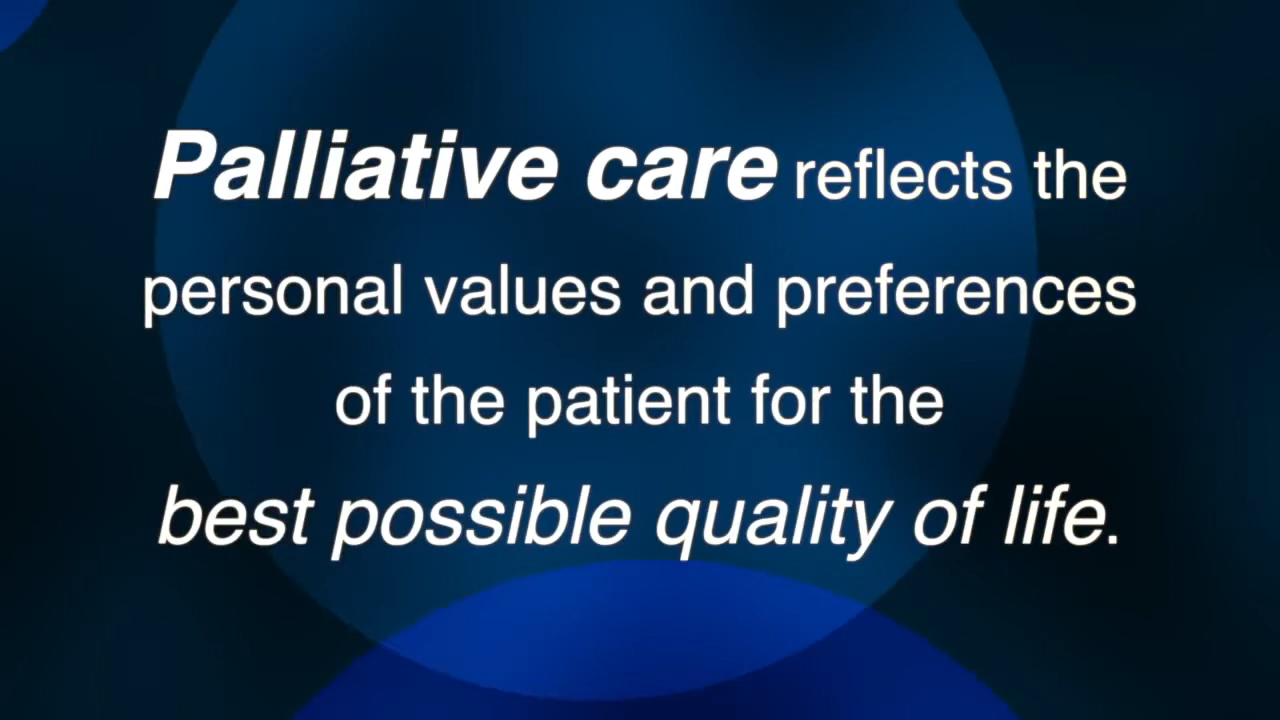 Palliative care reflects the
personal values and preferences
of the patient for the
best possible quality of life.